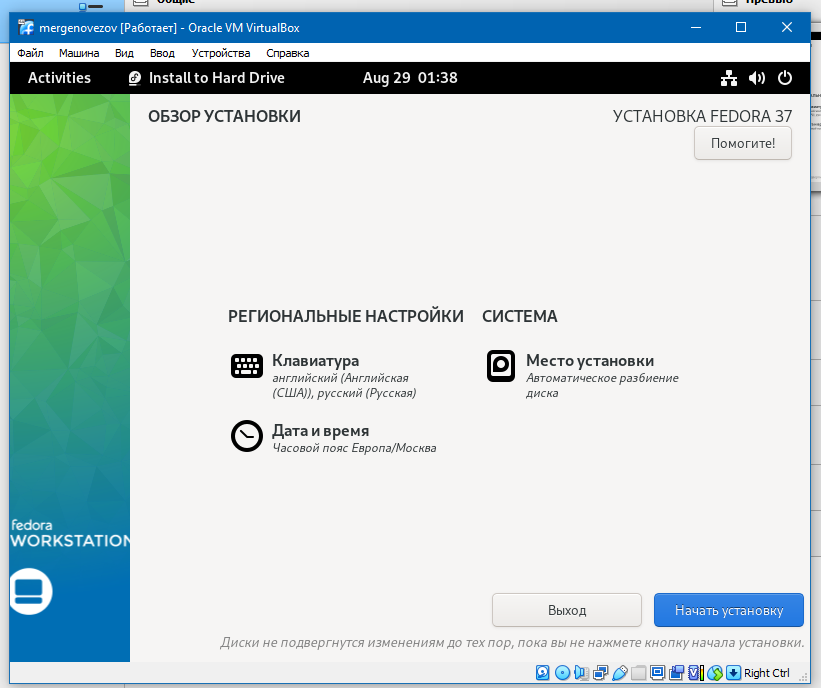 Общие
Превью
mergenovezov [Работает] - Oracle VM VirtualBox
Файл Машина Вид Ввод Устройства Справка
Activities Install to Hard Drive Aug 29 01:38
ОБЗОР УСТАНОВКИ
УСТАНОВКА FEDORA 37
Помогите!
РЕГИОНАЛЬНЫЕ НАСТРОЙКИ
Клавиатура
английский (Английская
(США)), русский (Русская)
Дата и время
Часовой пояс Европа/Москва
СИСТЕМА
Место установки
Автоматическое разбиение
диска
fedora
WORKSTATION
Выход
Начать установку
Диски не подвергнутся изменениям до тех пор, пока вы не нажмете кнопку начала установки.
Right Ctrl